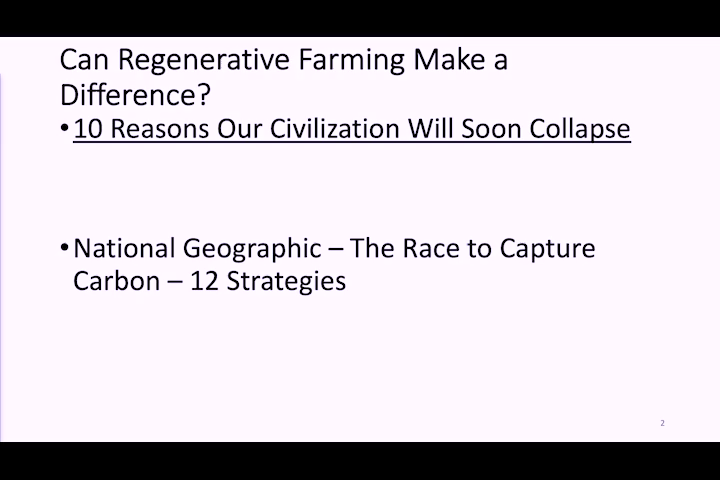 Can Regenerative Farming Make a
Difference?
•10 Reasons Our Civilization Will Soon Collapse
•National Geographic – The Race to Capture
Carbon – 12 Strategies
2